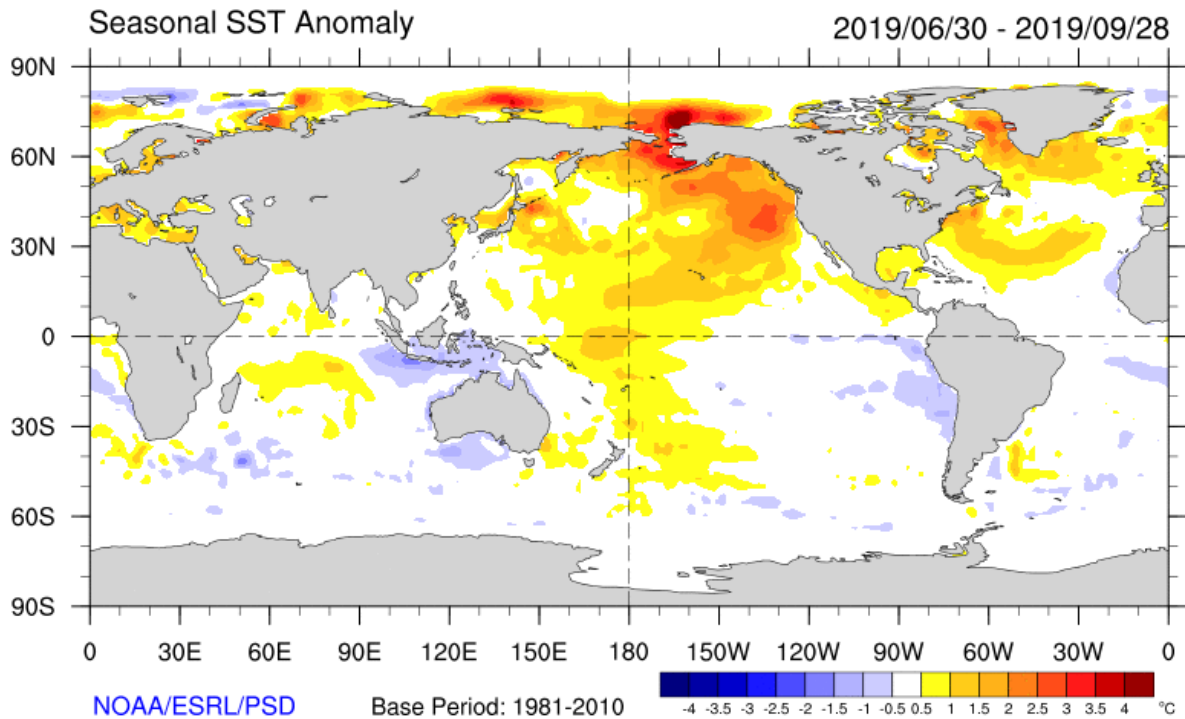 Seasonal SST Anomaly 2019/06/30 - 2019/09/28
90N
60N
30N
0
30S
60S
90S
0 30E 60E 90E 120E 150E 180 150W 120W 90W 60W 30W 0
NOAA/ESRL/PSD Base Period: 1981-2010
-4 -3.5 -3 -2.5 -2 -1.5 -1 -0.5 0.5 1 1.5 2 2.5 3 3.5 4 °C